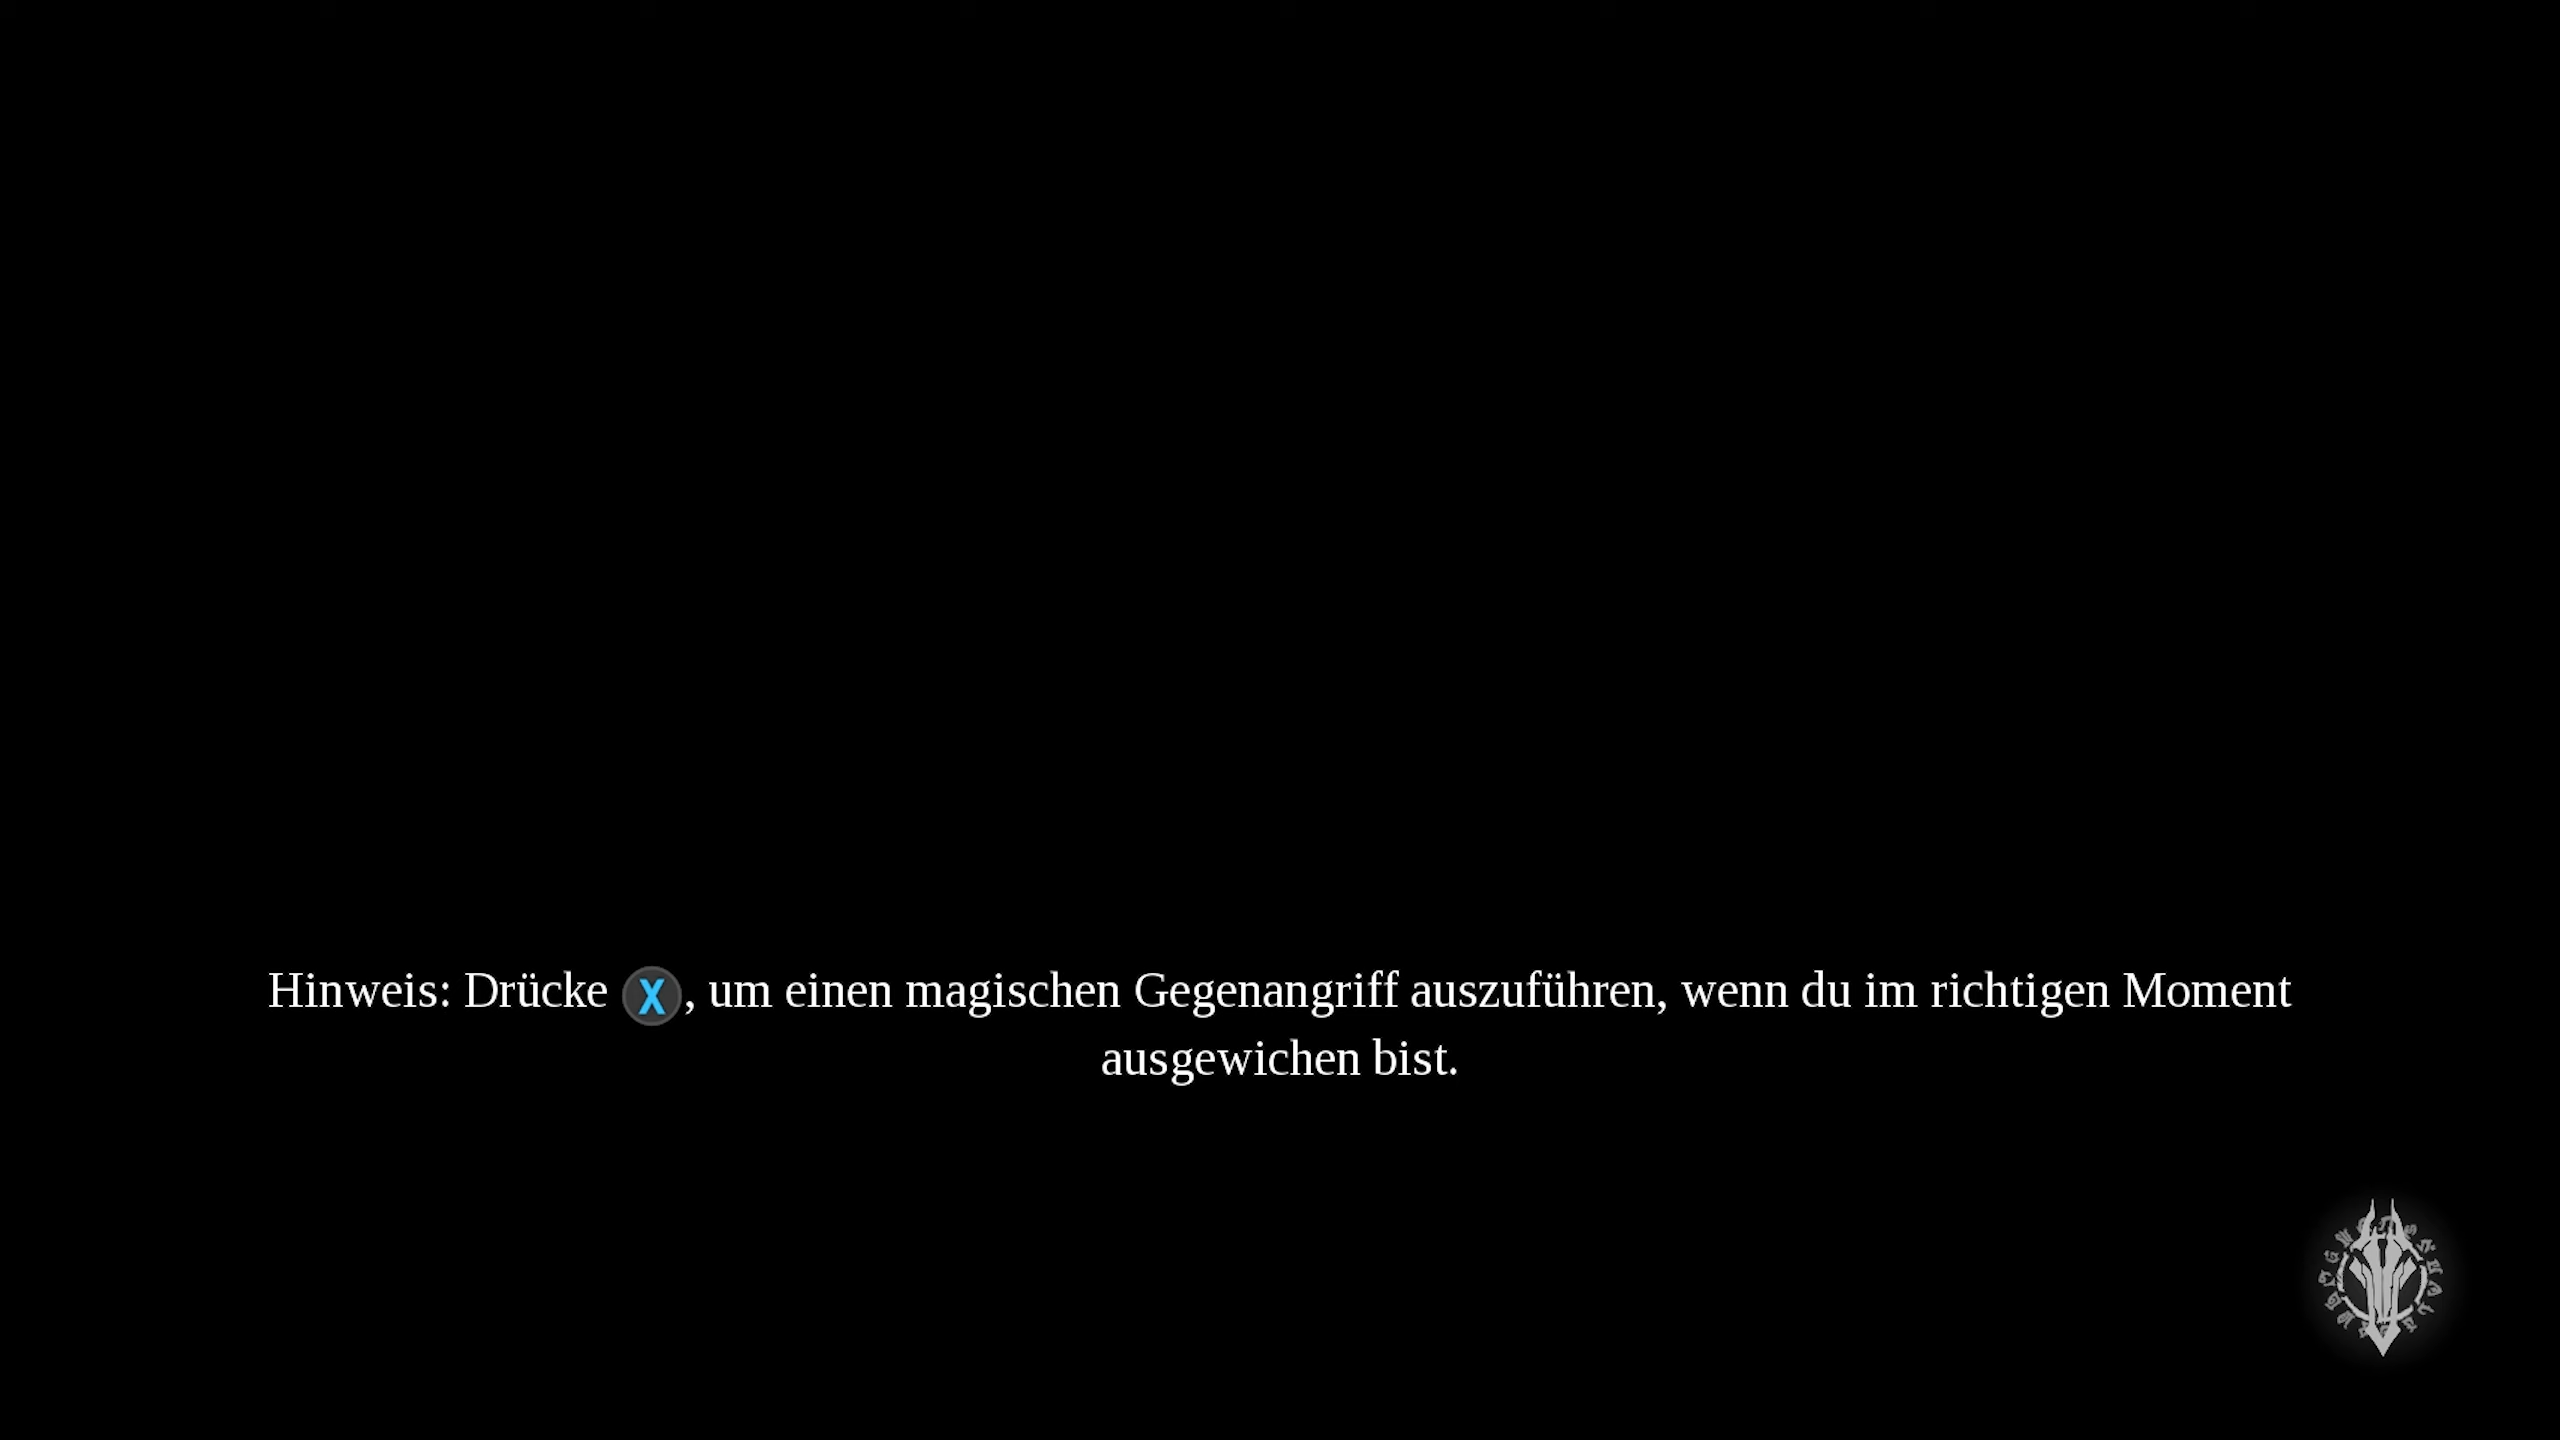 Hinweis: Drücke X, um einen magischen Gegenangriff auszuführen, wenn du im richtigen Moment
ausgewichen bist.